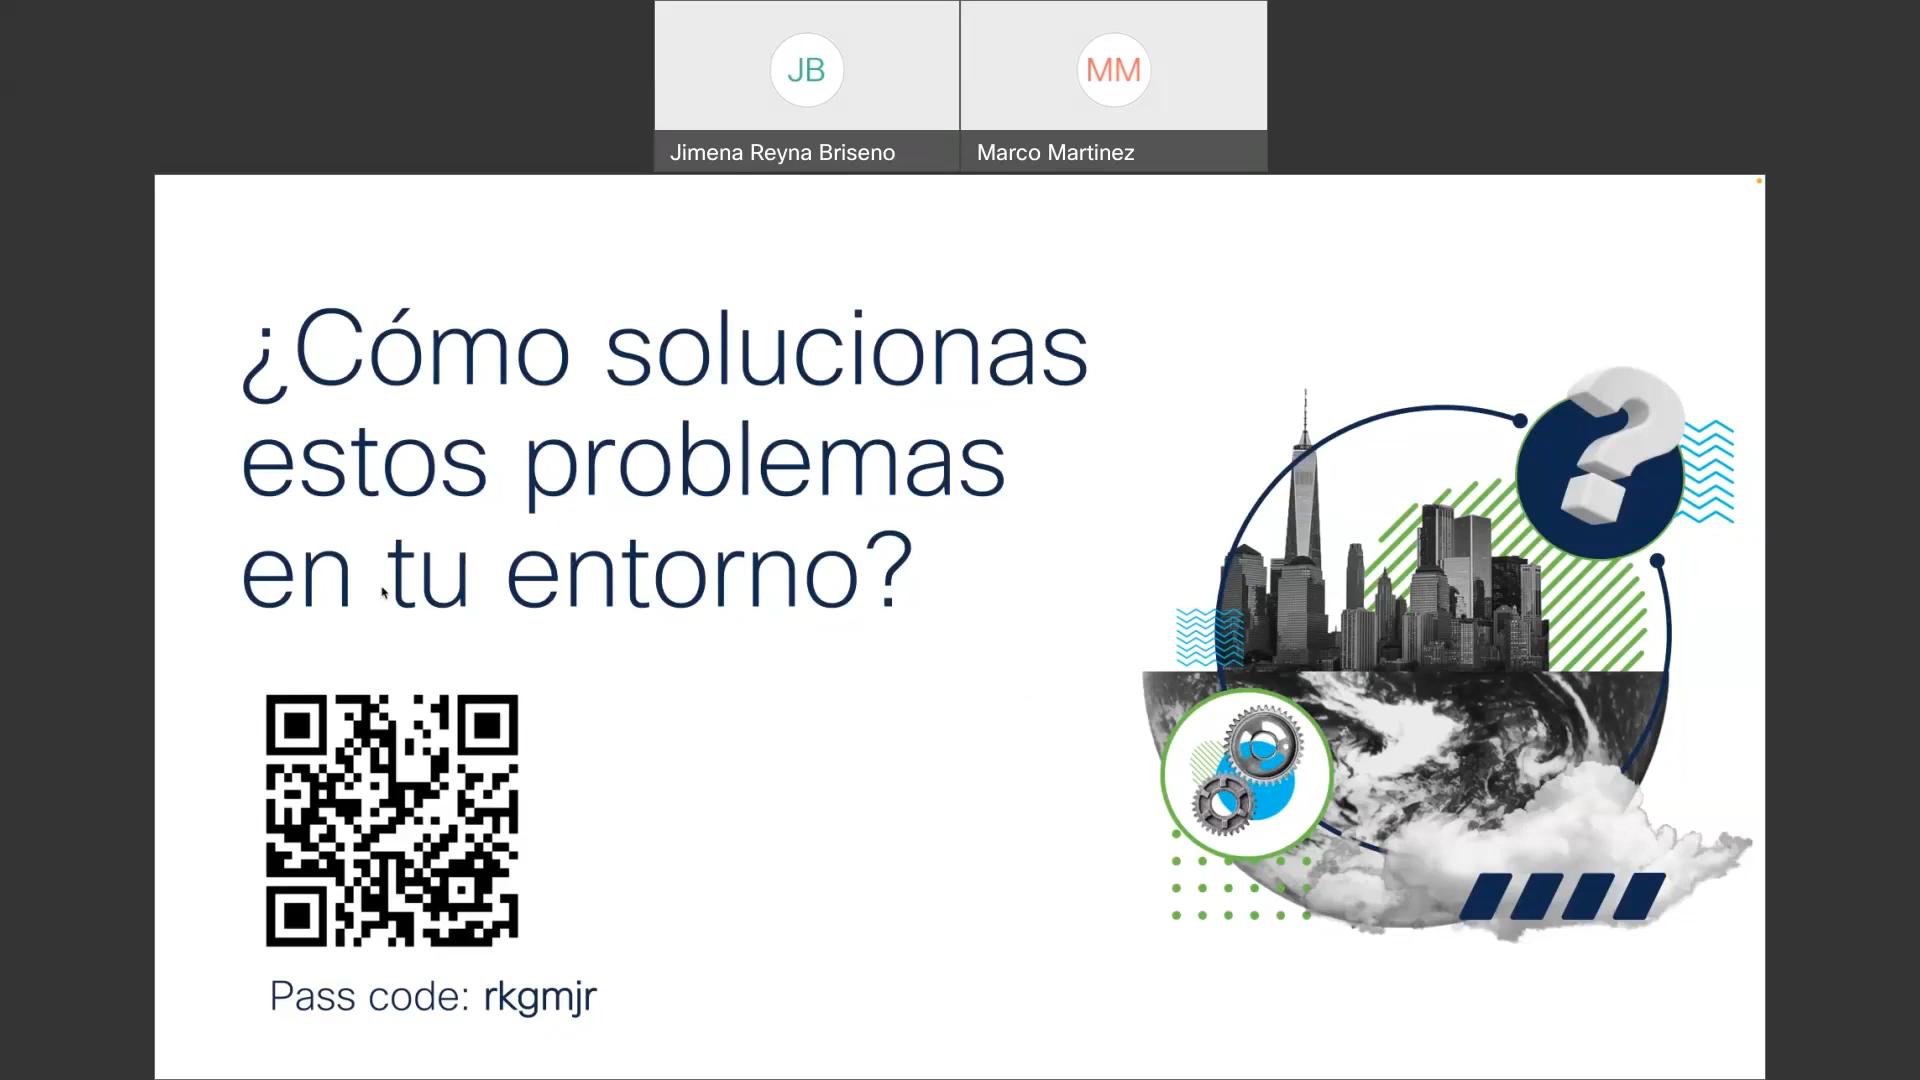 JB
MM
Jimena Reyna Briseno
Marco Martinez
¿Cómo solucionas
estos problemas
en tu entorno?
Pass code: rkgmjr